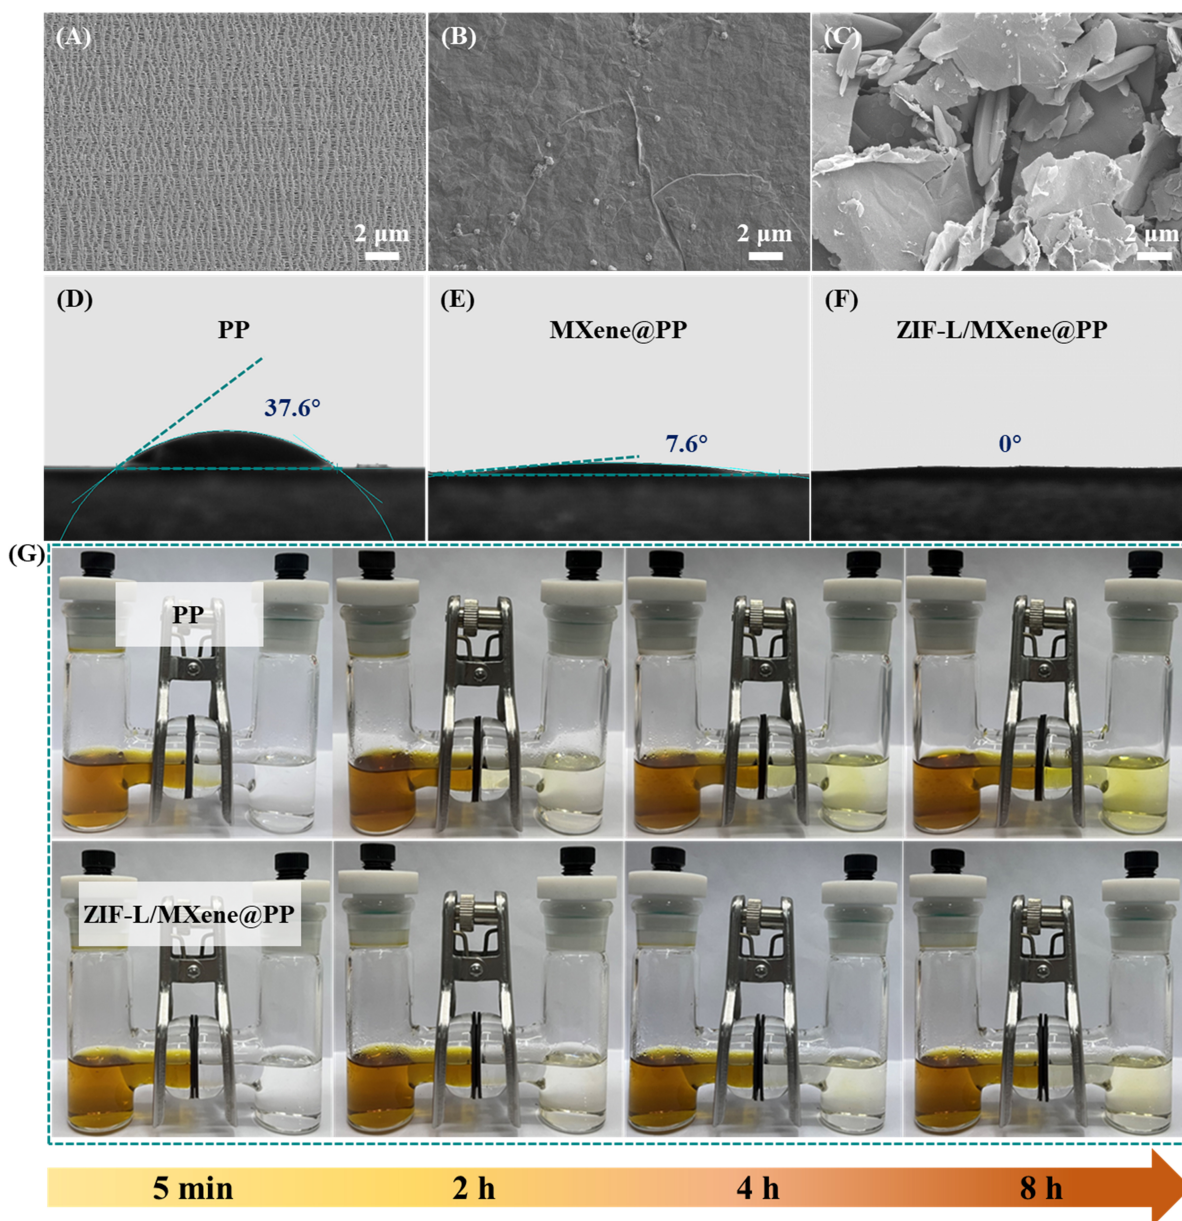 (A)
(B)
(C)
2 μm
2 μm
2 μm
(D)
(E)
(F)
PP
MXene@PP
ZIF-L/MXene@PP
37.6°
7.6°
0°
(G)
PP
ZIF-L/MXene@PP
5 min
2 h
4 h
8 h